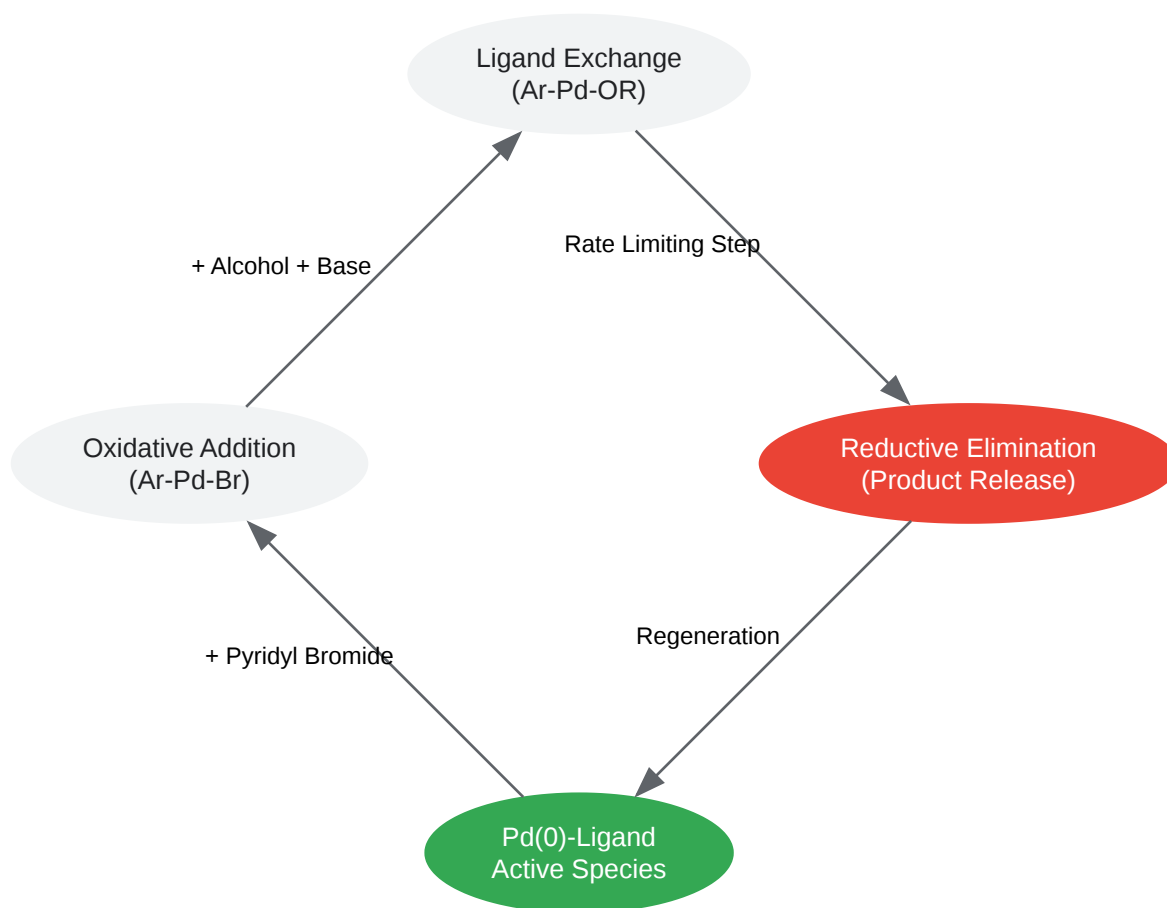 Ligand Exchange
(Ar-Pd-OR)
Rate Limiting Step
+ Alcohol + Base
Oxidative Addition
(Ar-Pd-Br)
Reductive Elimination
(Product Release)
Regeneration
+ Pyridyl Bromide
Pd(0)-Ligand
Active Species